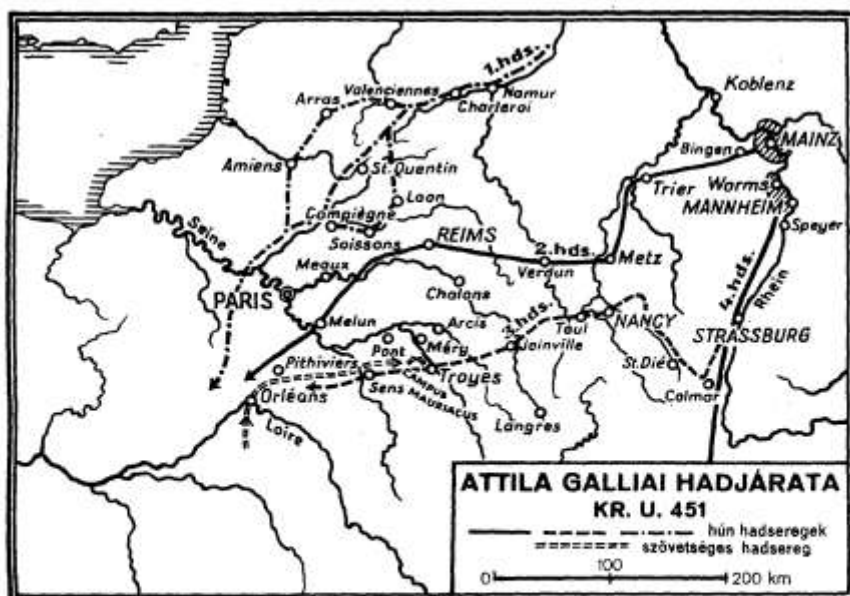 1.hds.
Koblenz
Valenciennes
Namur
Arras
Charleroi
MAINZ
Bingen
Amiens
St.Quentin
Trier
Worms
Laon
MANNHEIM
Compiègne
Speyer
Seine
Soissons
REIMS
2.hds.
Metz
4.hds.
Meaux
Verdun
Rhein
PARIS
Chalons
3.hds.
Melun
Arcis
Toul
NANCY
STRASSBURG
Pont
Méry
Joinville
St.Dié
Pithiviers
Troyes
Colmar
Orléans
Sens
CAMPUS
MAURIACUS
Langres
Loire
ATTILA GALLIAI HADJÁRATA
KR. U. 451
hún hadseregek
szövetséges hadsereg
0 100 200 km